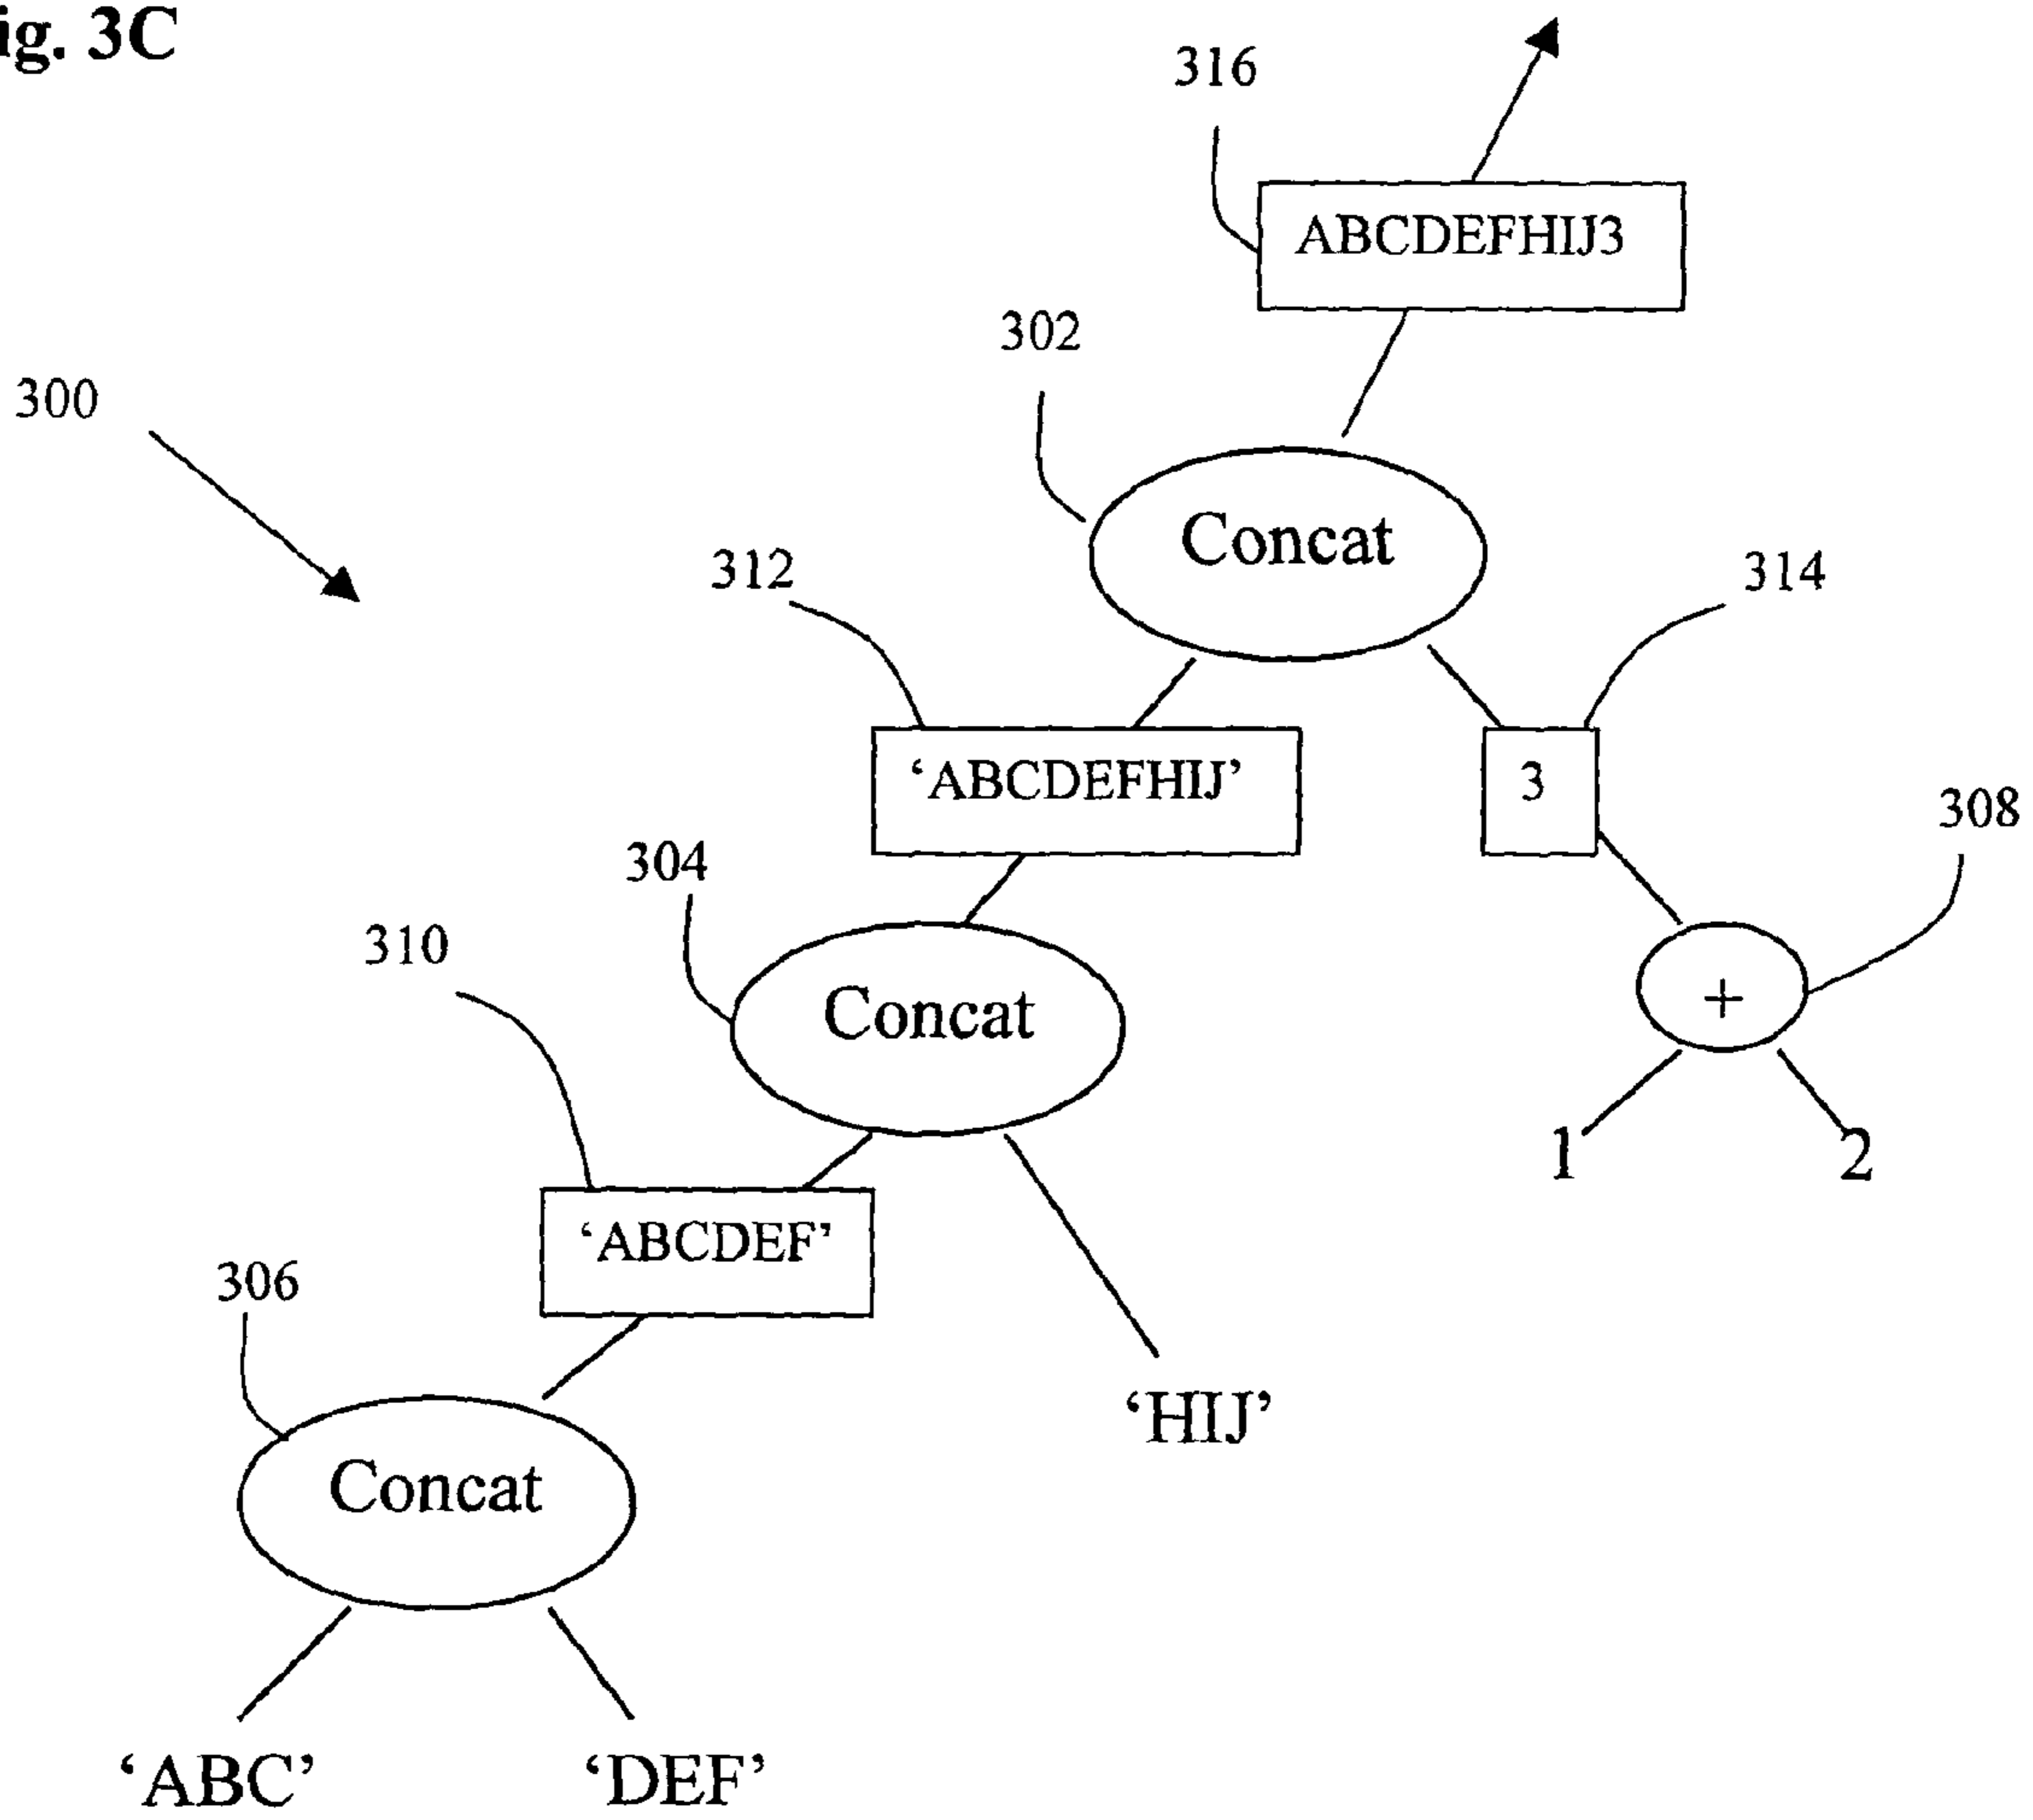 ig. 3C
316
ABCDEFHIJ3
302
300
Concat
312
314
‘ABCDEFHIJ’
3
308
304
310
+
Concat
1
2
‘ABCDEF’
306
‘HIJ’
Concat
‘ABC’
‘DEF’